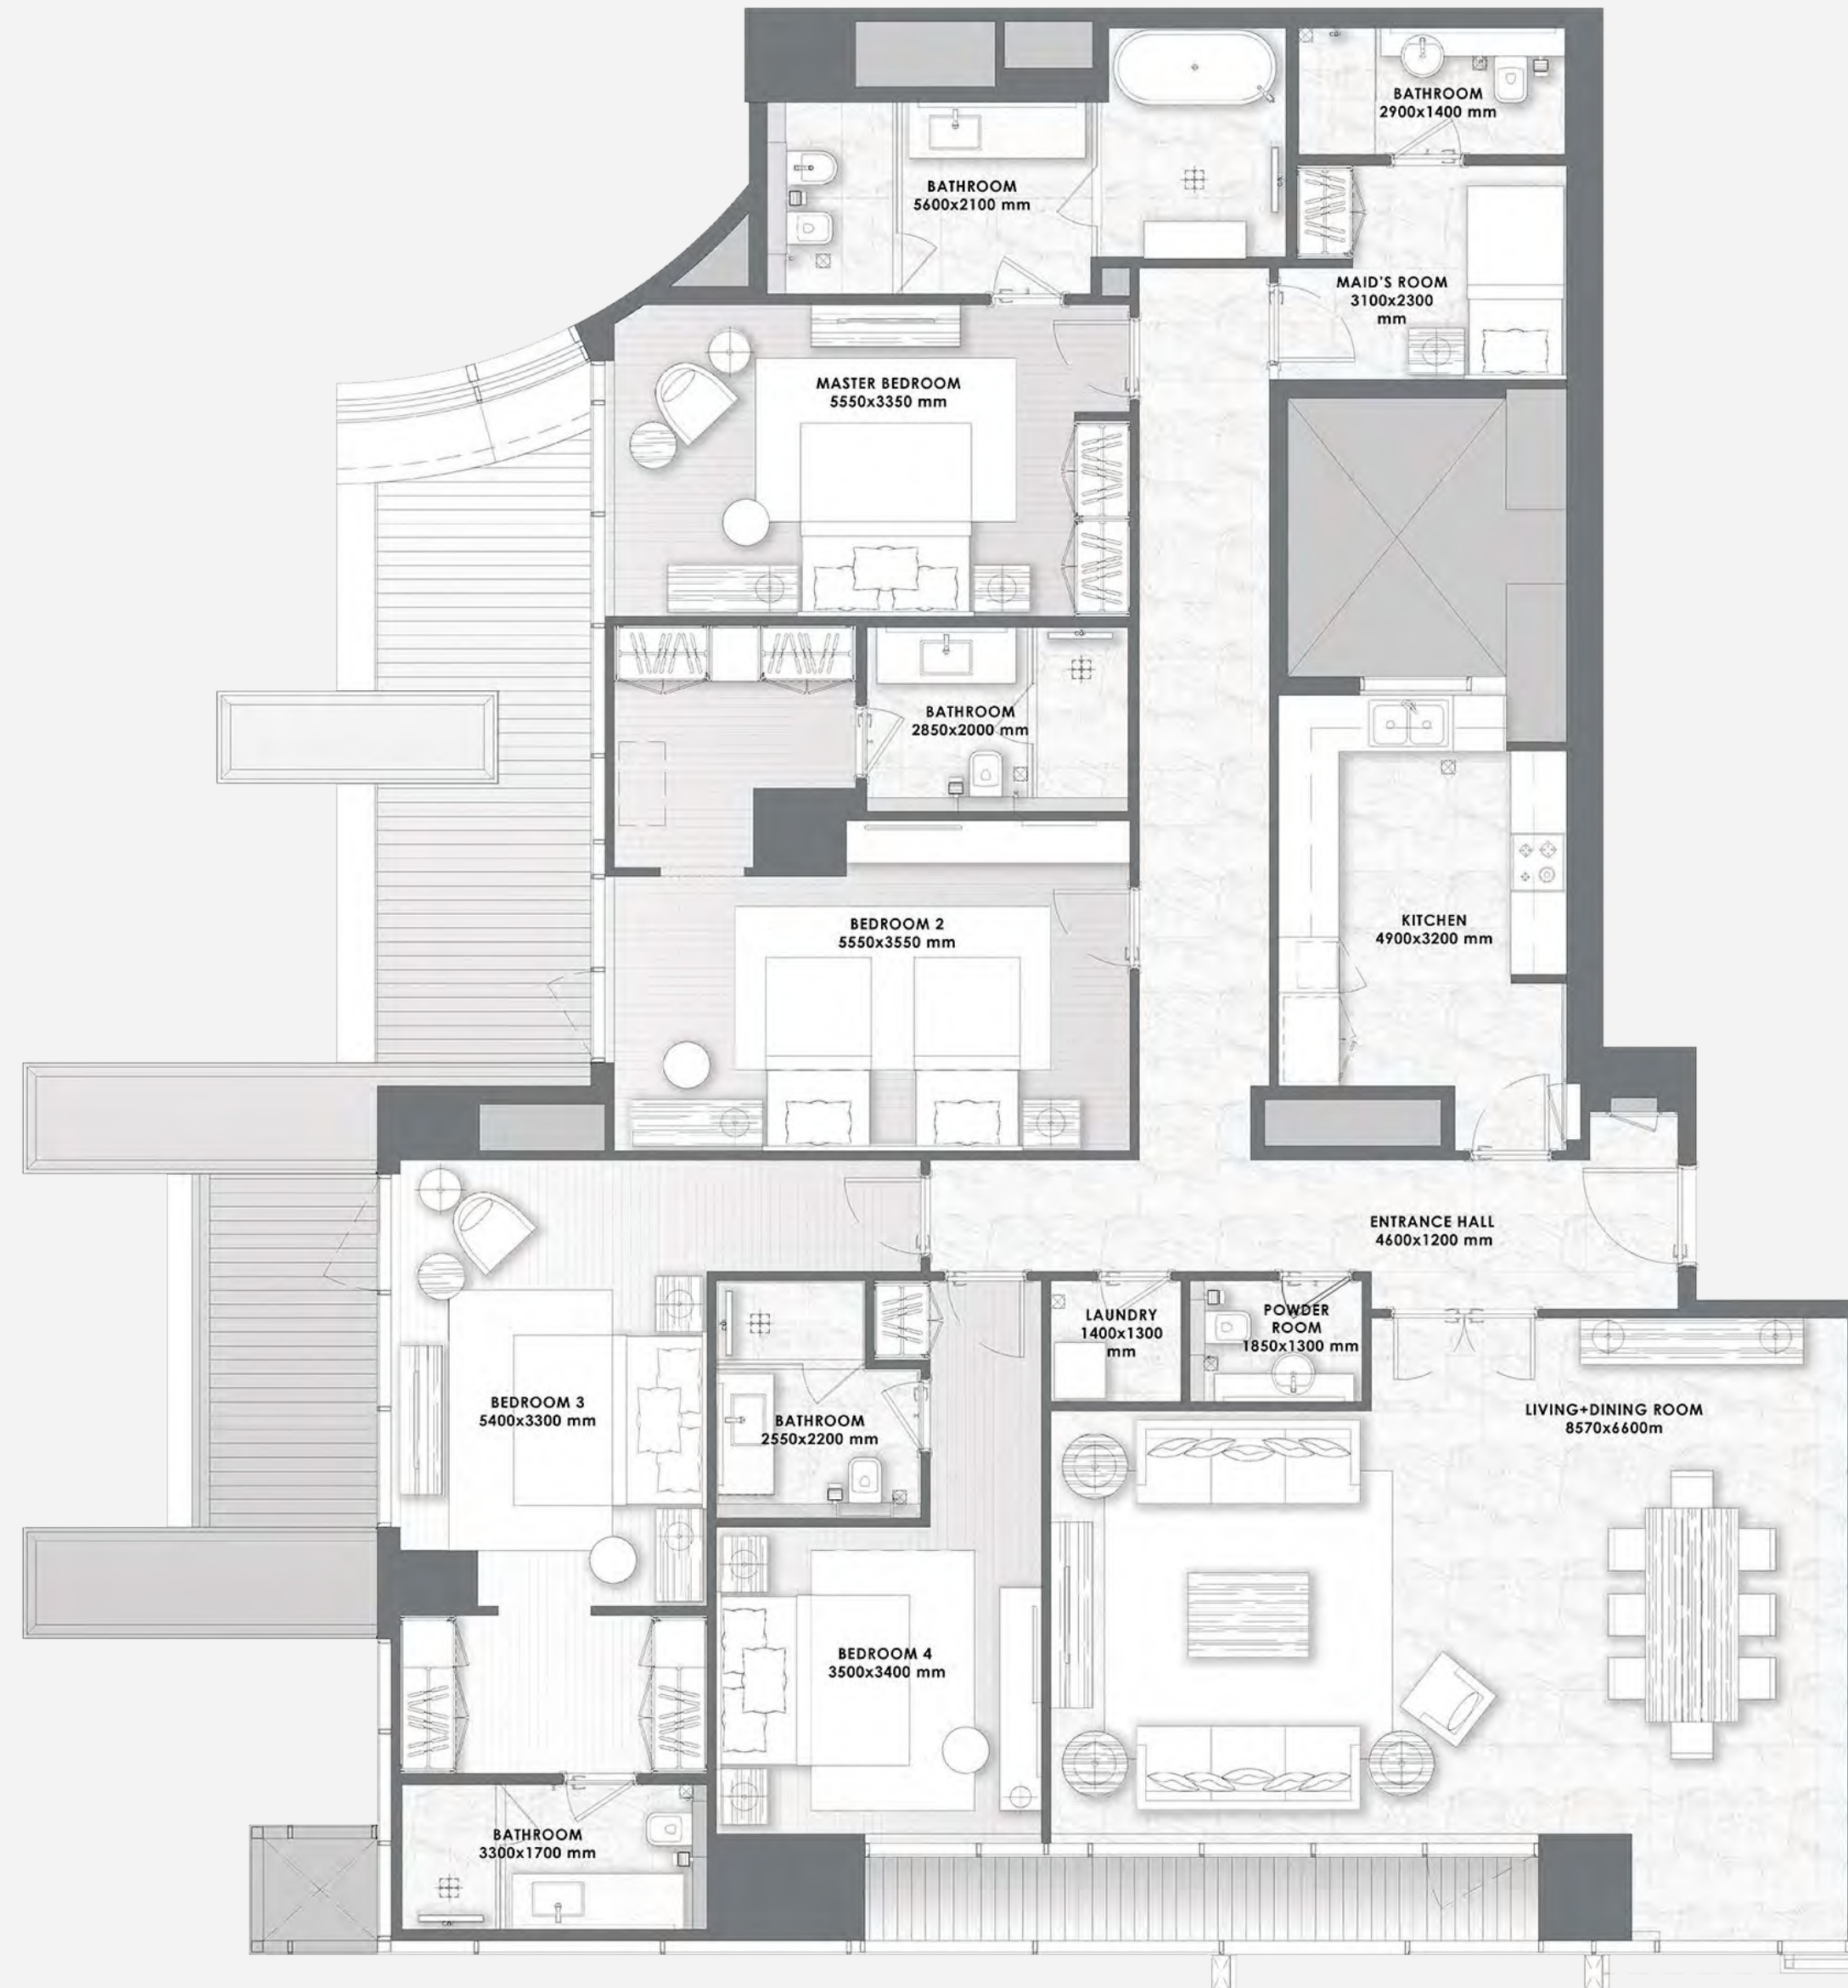 BATHROOM
2900x1400 mm
BATHROOM
5600x2100 mm
MAID'S ROOM
3100x2300
mm
MASTER BEDROOM
5550x3350 mm
BATHROOM
2850x2000 mm
BEDROOM 2
5550x3550 mm
KITCHEN
4900x3200 mm
ENTRANCE HALL
4600x1200 mm
LAUNDRY
1400x1300
mm
POWDER
ROOM
1850x1300 mm
BEDROOM 3
5400x3300 mm
BATHROOM
2550x2200 mm
LIVING+DINING ROOM
8570x6600m
BEDROOM 4
3500x3400 mm
BATHROOM
3300x1700 mm